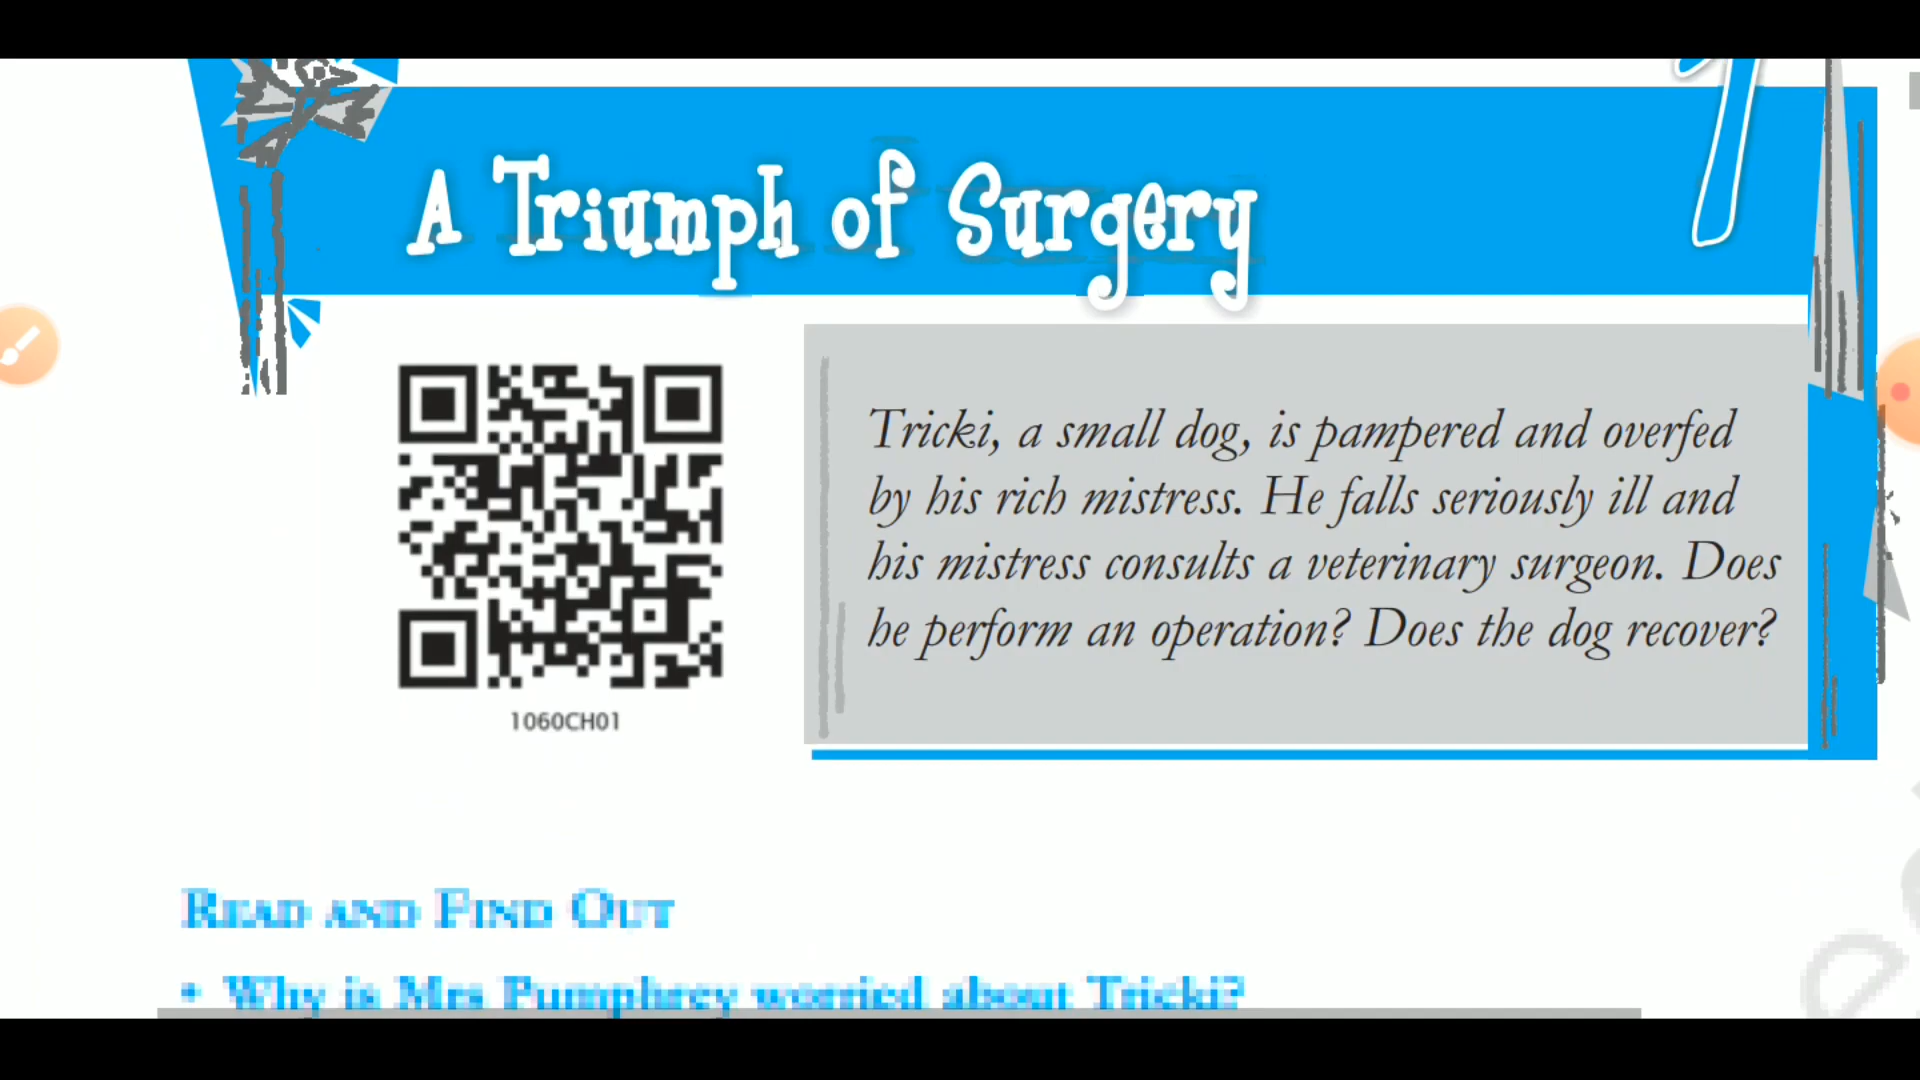 1
A Triumph of Surgery
Tricki, a small dog, is pampered and overfed
by his rich mistress. He falls seriously ill and
his mistress consults a veterinary surgeon. Does
he perform an operation? Does the dog recover?
1060CH01
READ AND FIND OUT
• Why is Mrs Pumphrey worried about Tricki?